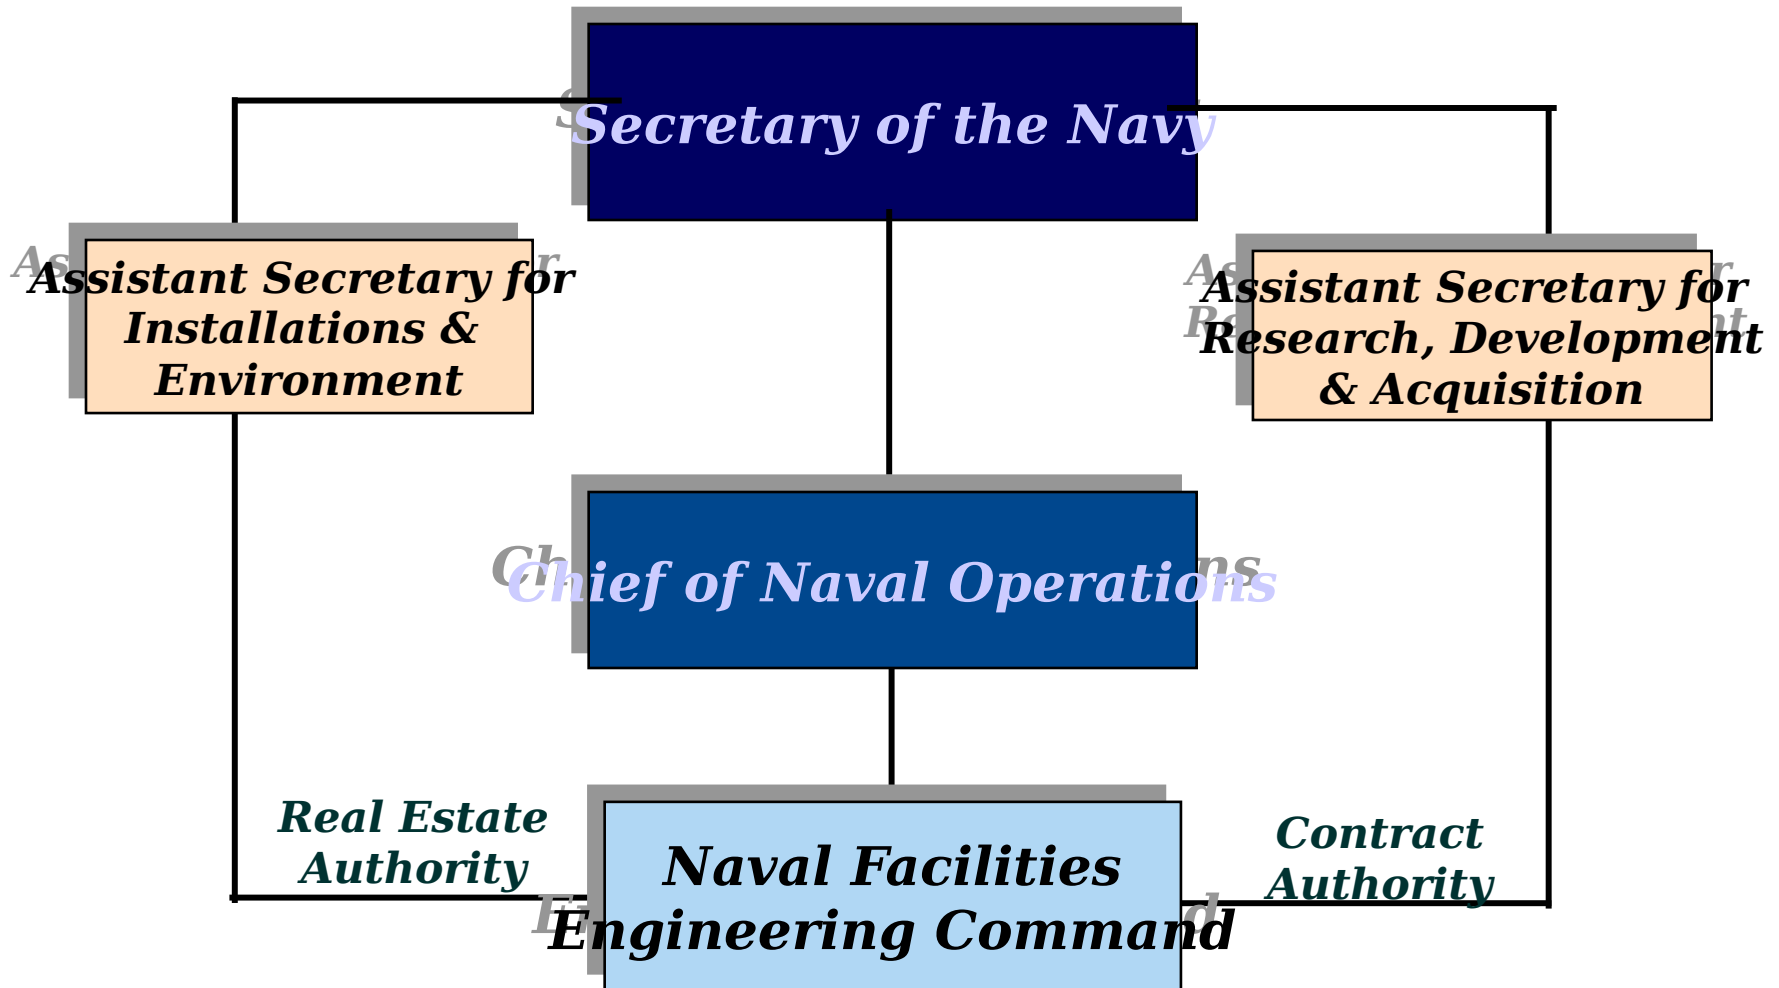 Secretary of the Navy
Assistant Secretary for
Installations &
Environment
Assistant Secretary for
Research, Development
& Acquisition
Chief of Naval Operations
Real Estate
Authority
Naval Facilities
Engineering Command
Contract
Authority